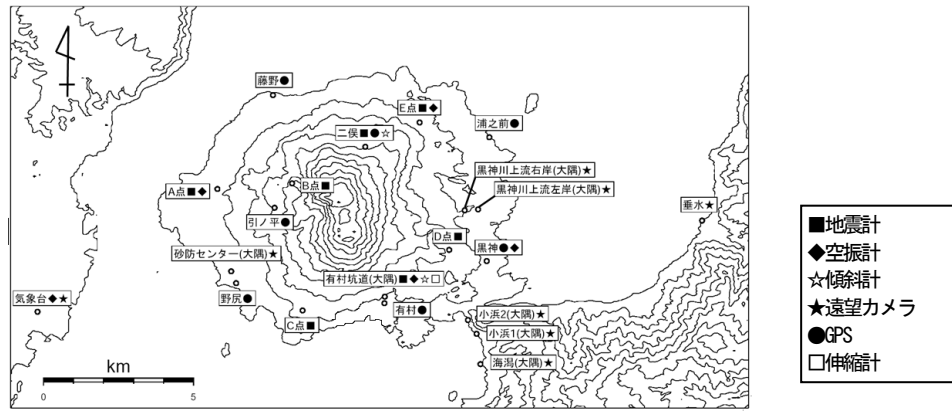 藤野●
E点■◆
浦之前●
二俣■●☆
黒神川上流右岸(大隅)★
黒神川上流左岸(大隅)★
A点■◆
B点■
垂水★
引ノ平●
D点■
砂防センター(大隅)★
黒神●◆
有村坑道(大隅)■◆☆□
気象台◆★
野尻●
有村●
小浜2(大隅)★
C点■
小浜1(大隅)★
海潟(大隅)★
km
0 5
■地震計
◆空振計
☆傾斜計
★遠望カメラ
●GPS
□伸縮計